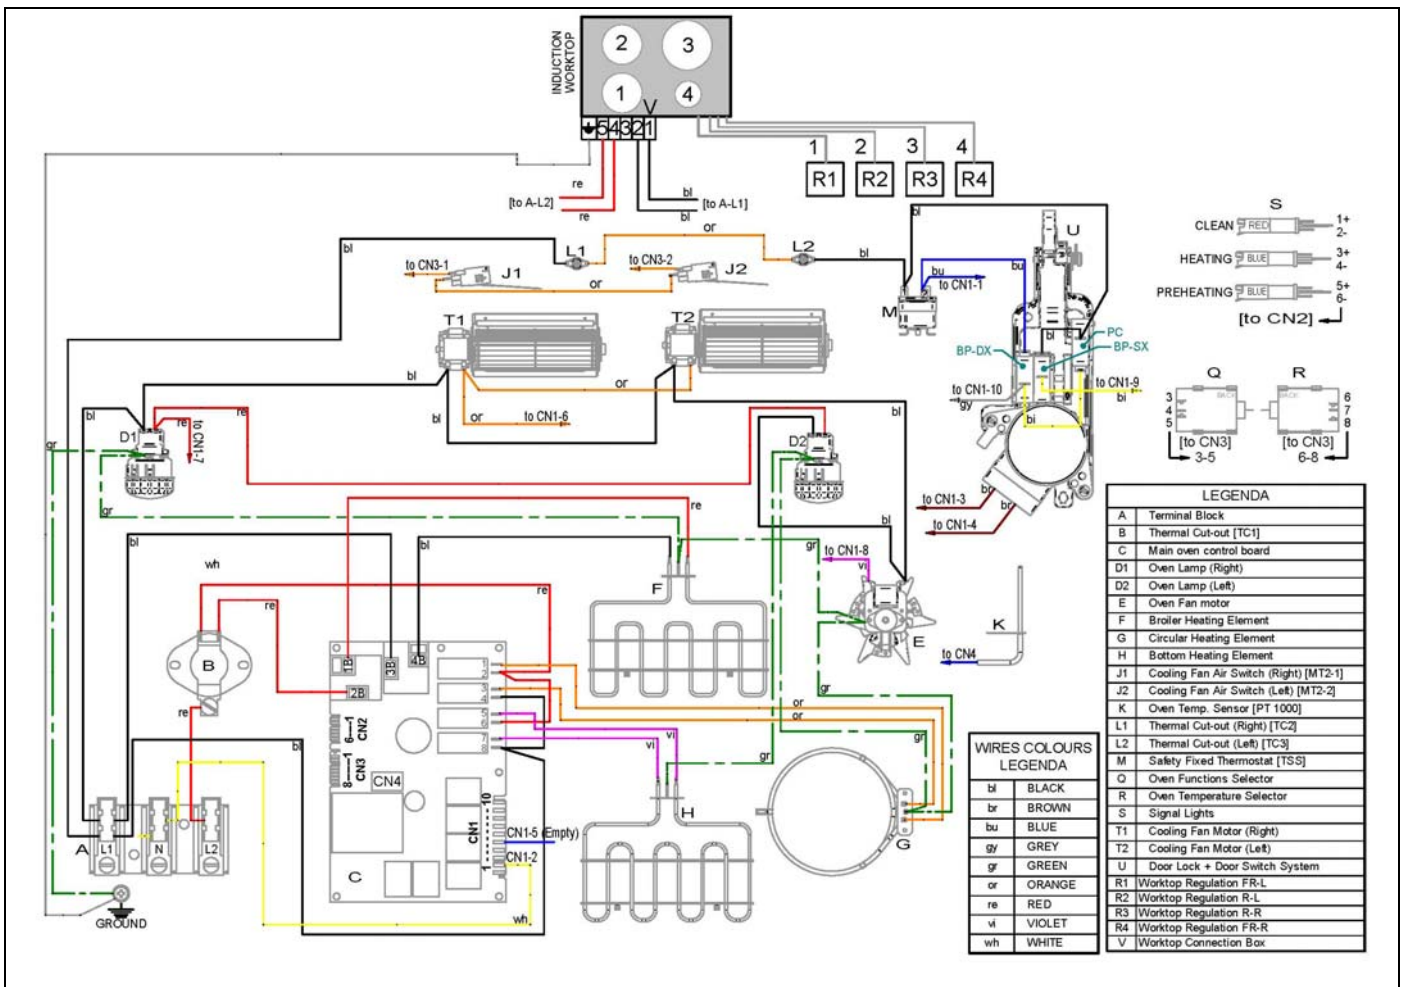 INDUCTION
WORKTOP
2
3
1
4
V
5 4 3 2 1
1 2 3 4
R1 R2 R3 R4
re
[to A-L2]
re
bl
[to A-L1]
bl
or
bl
L1
L2
bl
bl
to CN3-1
J1
or
to CN3-2
J2
bu
to CN1-1
bu
M
U
S
CLEAN RED 1+
2-
HEATING BLUE 3+
4-
PREHEATING BLUE 5+
6-
[to CN2]
T1
T2
bl
PC
BP-SX
BP-DX
bl
or
bl
or
to CN1-6
to CN1-10
gy
to CN1-9
bi
bi
Q
R
BACK
BACK
3
4
5
6
7
8
[to CN3]
3-5
[to CN3]
6-8
bl
re
re
to CN1-7
D1
gr
gr
bl
D2
bl
gr
br
to CN1-3
br
to CN1-4
re
bl
bl
gr
to CN1-8
vi
wh
re
re
F
E
K
to CN4
B
1B
2B
3B
4B
re
gr
or
or
gr
gr
6----1
CN2
8----1
CN3
CN4
vi
vi
bl
H
G
10
CN1
1
CN1-5 (Empty)
CN1-2
C
wh
A
L1 N L2
GROUND
WIRES COLOURS
LEGENDA
bl BLACK
br BROWN
bu BLUE
gy GREY
gr GREEN
or ORANGE
re RED
vi VIOLET
wh WHITE
LEGENDA
A Terminal Block
B Thermal Cut-out [TC1]
C Main oven control board
D1 Oven Lamp (Right)
D2 Oven Lamp (Left)
E Oven Fan motor
F Broiler Heating Element
G Circular Heating Element
H Bottom Heating Element
J1 Cooling Fan Air Switch (Right) [MT2-1]
J2 Cooling Fan Air Switch (Left) [MT2-2]
K Oven Temp. Sensor [PT 1000]
L1 Thermal Cut-out (Right) [TC2]
L2 Thermal Cut-out (Left) [TC3]
M Safety Fixed Thermostat [TSS]
Q Oven Functions Selector
R Oven Temperature Selector
S Signal Lights
T1 Cooling Fan Motor (Right)
T2 Cooling Fan Motor (Left)
U Door Lock + Door Switch System
R1 Worktop Regulation FR-L
R2 Worktop Regulation R-L
R3 Worktop Regulation R-R
R4 Worktop Regulation FR-R
V Worktop Connection Box